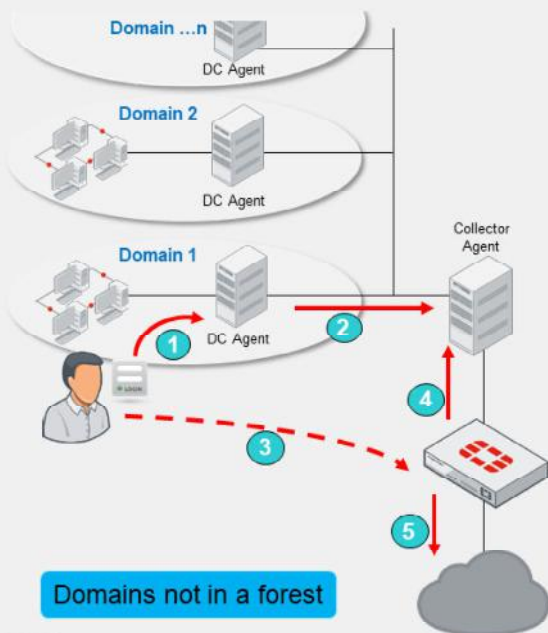 Domain ...n
DC Agent
Domain 2
DC Agent
Collector
Agent
Domain 1
DC Agent
1
2
LOGIN
3
4
5
Domains not in a forest